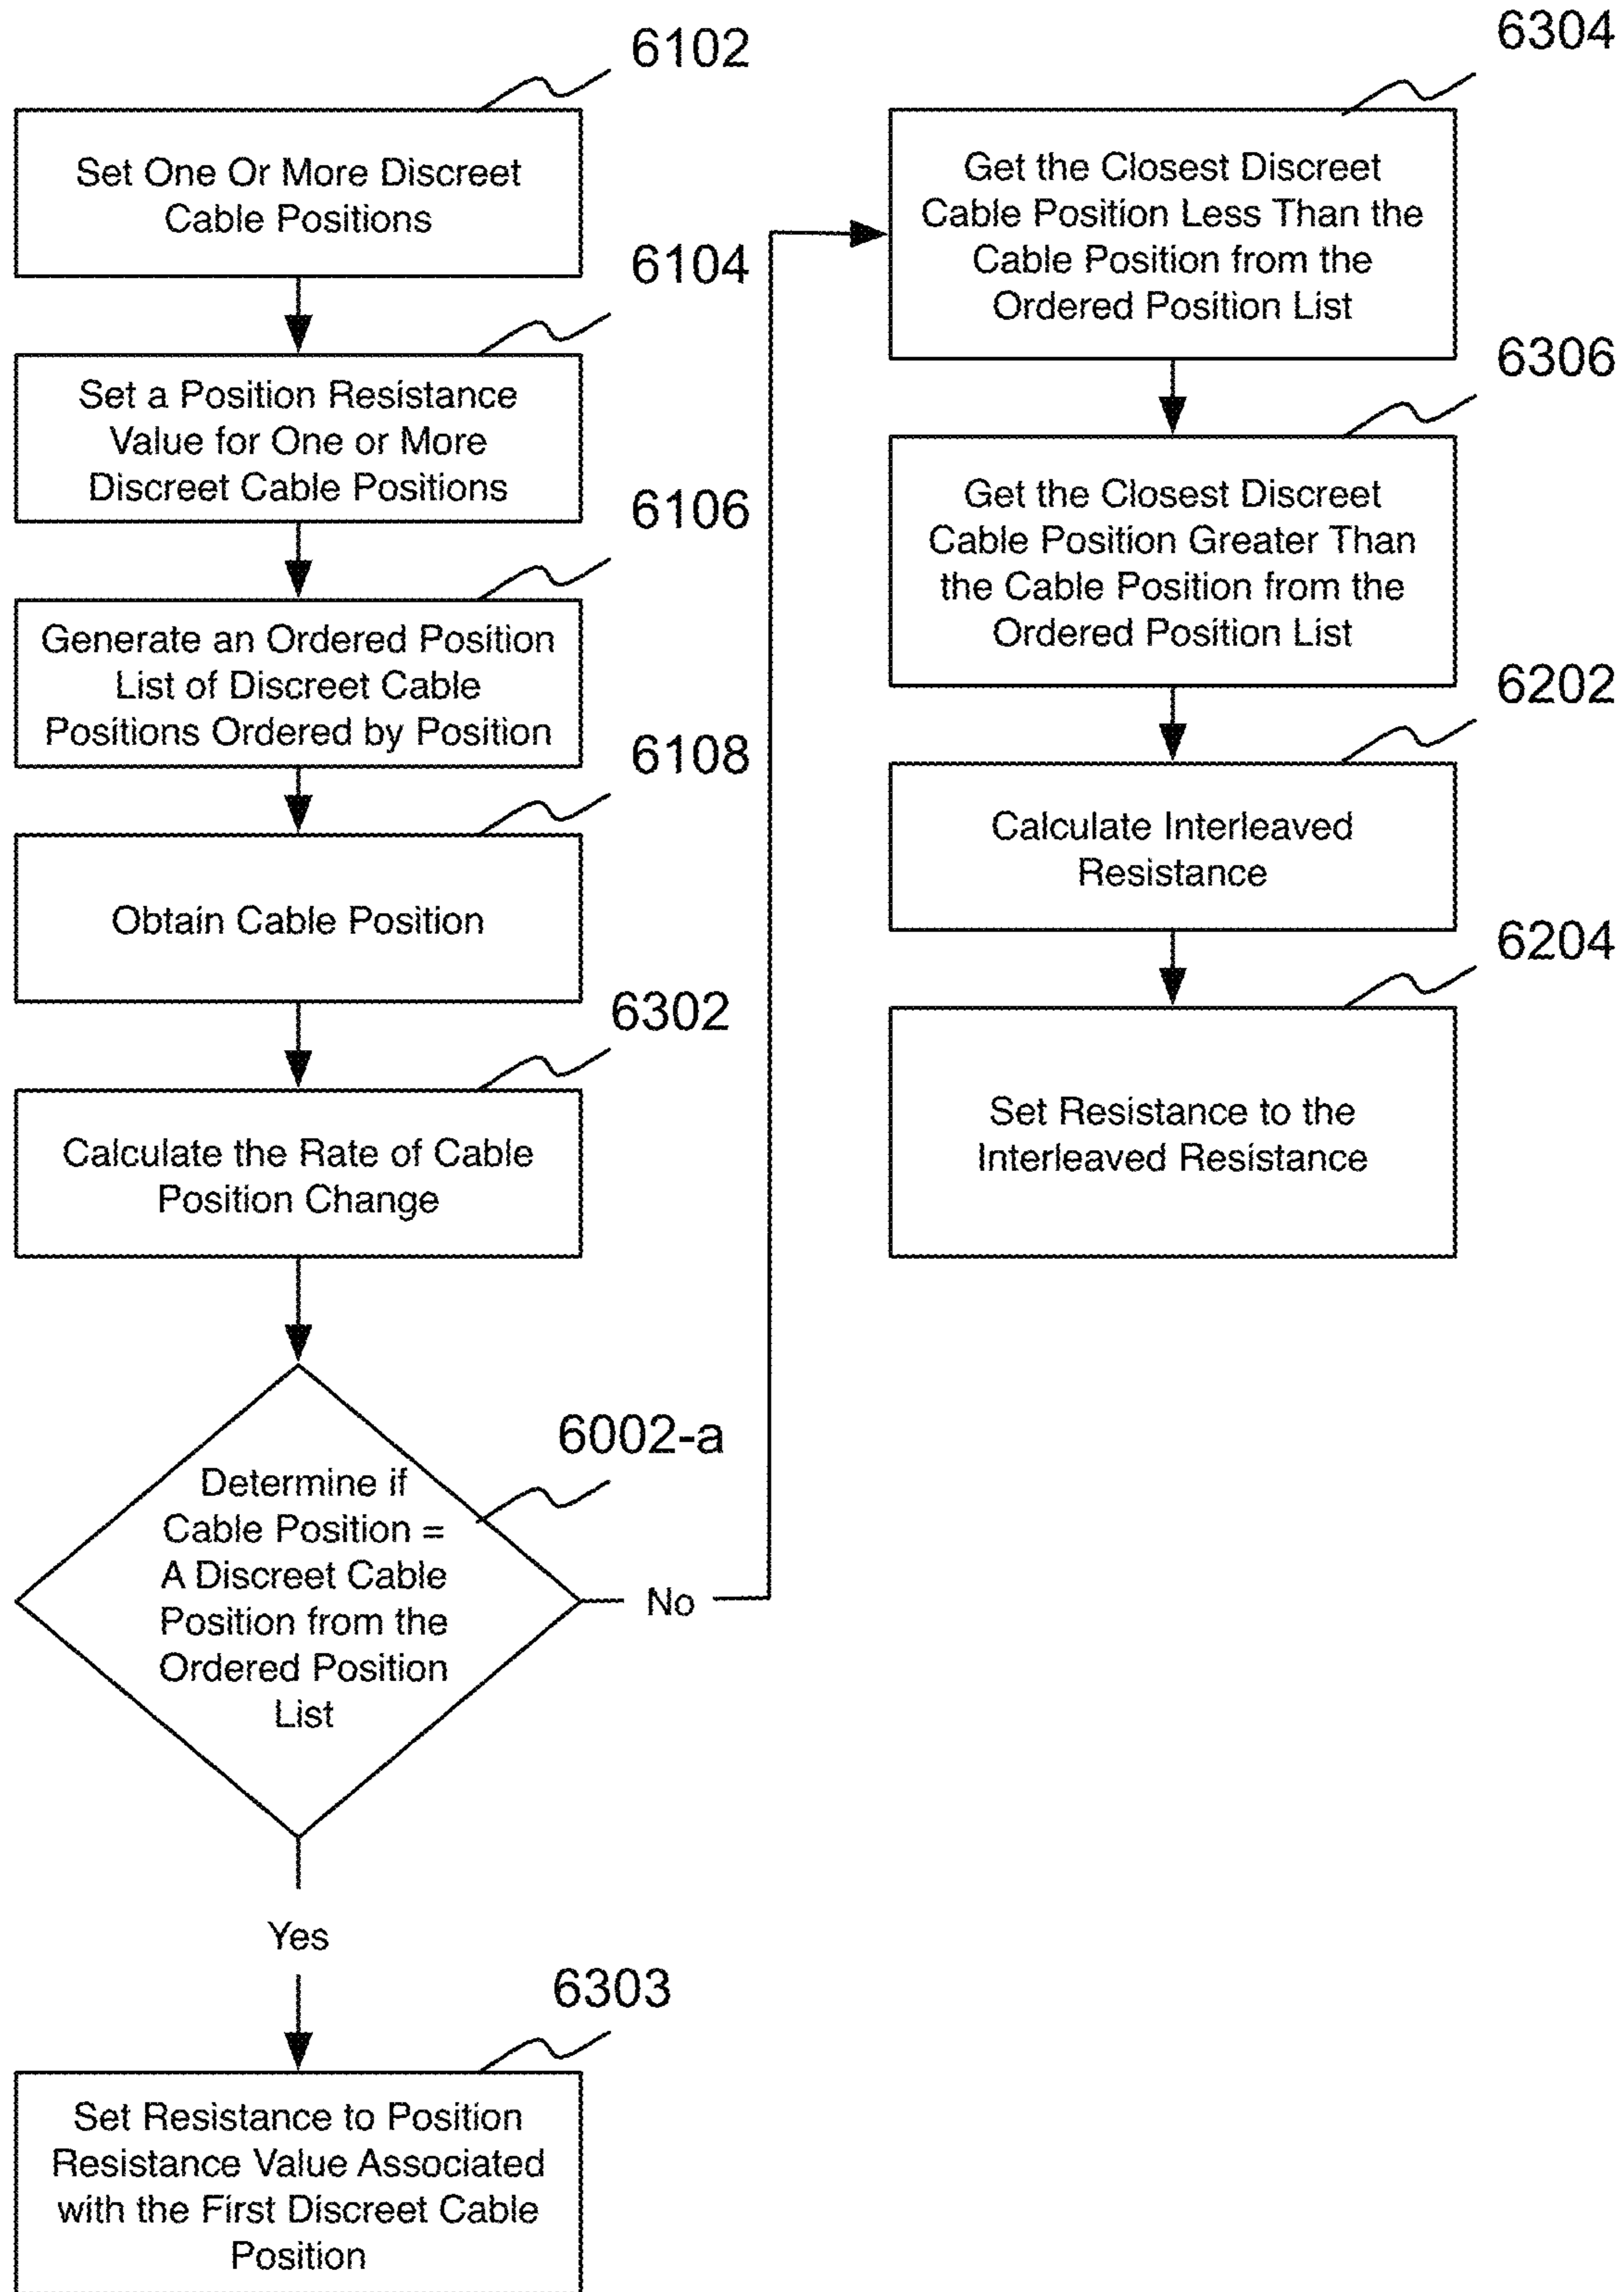 6102
Set One Or More Discreet
Cable Positions
6104
Set a Position Resistance
Value for One or More
Discreet Cable Positions
6106
Generate an Ordered Position
List of Discreet Cable
Positions Ordered by Position
6108
Obtain Cable Position
6302
Calculate the Rate of Cable
Position Change
6002-a
Determine if
Cable Position =
A Discreet Cable
Position from the
Ordered Position
List
No
Yes
6303
Set Resistance to Position
Resistance Value Associated
with the First Discreet Cable
Position
6304
Get the Closest Discreet
Cable Position Less Than the
Cable Position from the
Ordered Position List
6306
Get the Closest Discreet
Cable Position Greater Than
the Cable Position from the
Ordered Position List
6202
Calculate Interleaved
Resistance
6204
Set Resistance to the
Interleaved Resistance